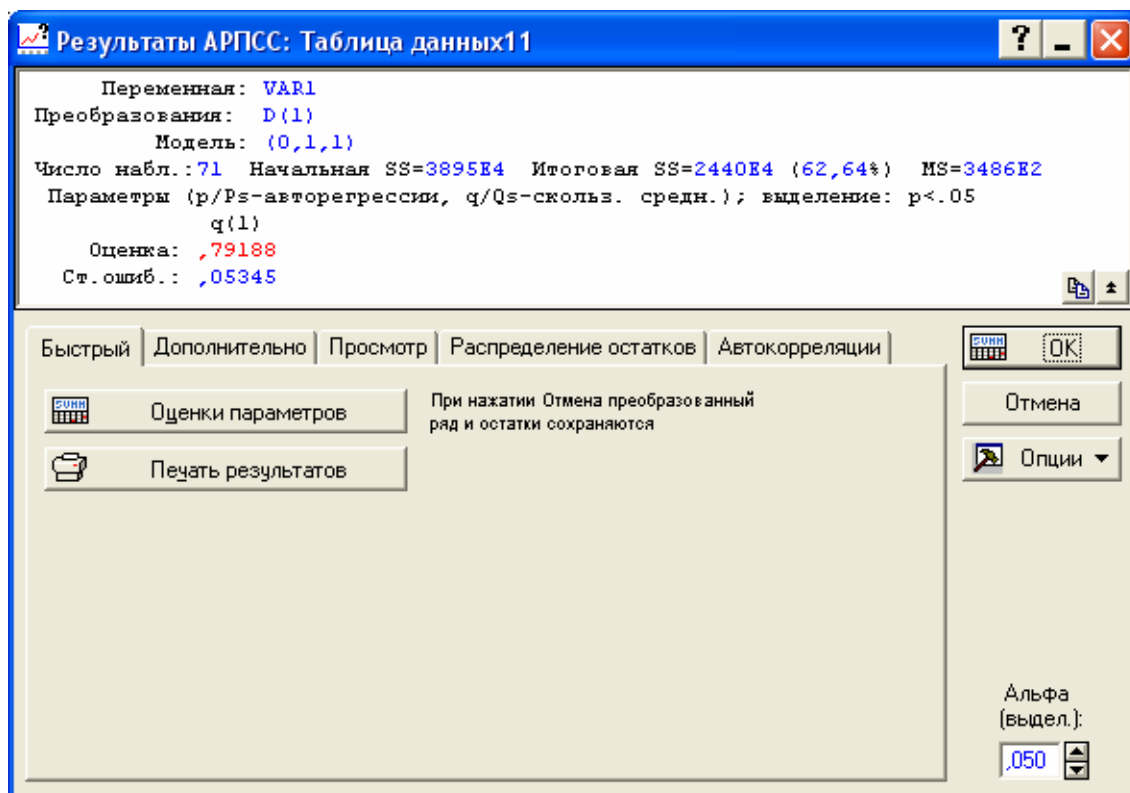 Результаты АРПСС: Таблица данных11
Переменная: VAR1
Преобразования: D(1)
Модель: (0,1,1)
Число набл.:71 Начальная SS=3895E4 Итоговая SS=2440E4 (62,64%) MS=3486E2
Параметры (p/Ps-авторегрессии, q/Qs-скольз. средн.); выделение: p<.05
q(1)
Оценка: ,79188
Ст.ошиб.: ,05345
Быстрый Дополнительно Просмотр Распределение остатков Автокорреляции
SUMM Оценки параметров
Печать результатов
При нажатии Отмена преобразованный
ряд и остатки сохраняются
SUMM OK
Отмена
Опции
Альфа
(выдел.):
,050